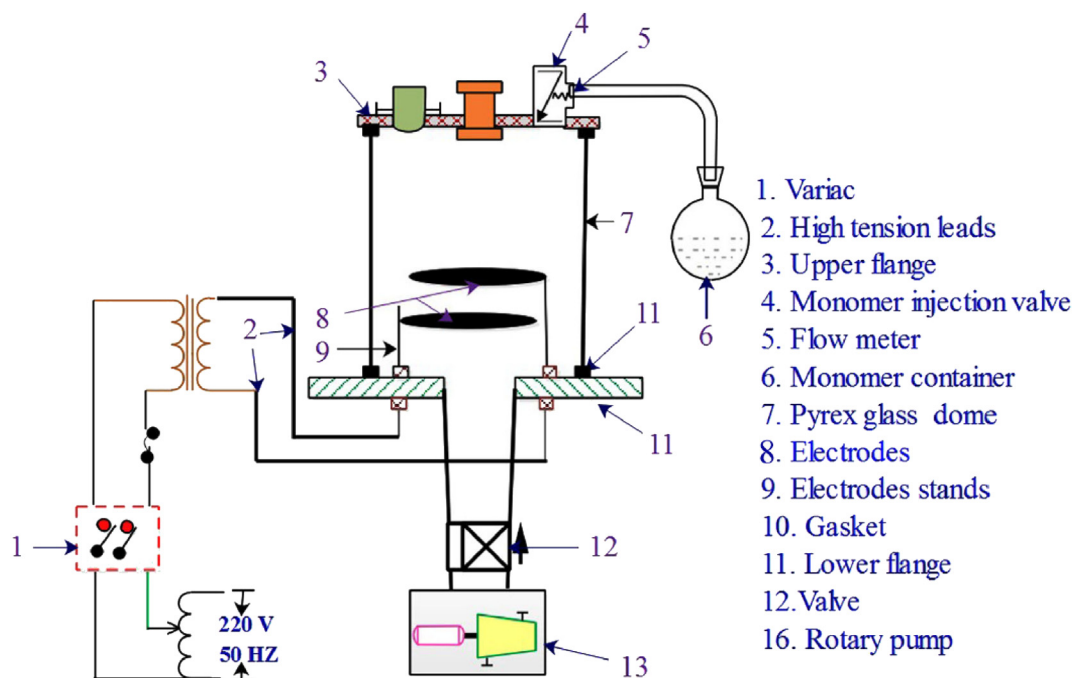 4
5
3
7
8
11
6
2
9
11
1
12
220 V
50 HZ
13
1. Variac
2. High tension leads
3. Upper flange
4. Monomer injection valve
5. Flow meter
6. Monomer container
7. Pyrex glass dome
8. Electrodes
9. Electrodes stands
10. Gasket
11. Lower flange
12.Valve
16. Rotary pump